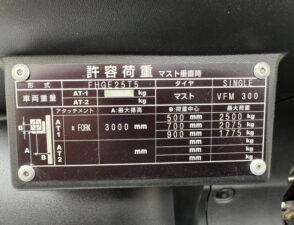 許容荷重 マスト垂直時
形式 FHGE25T5 タイヤ SINGLE
車両重量 AT-1 kg マスト VFM 300
AT-2 kg
アタッチメント A:最大揚高 B:荷重中心 最大荷重
AT1 FORK 3000 mm 500 mm 2500 kg
700 mm 2075 kg
900 mm 1775 kg
AT2 mm
A B